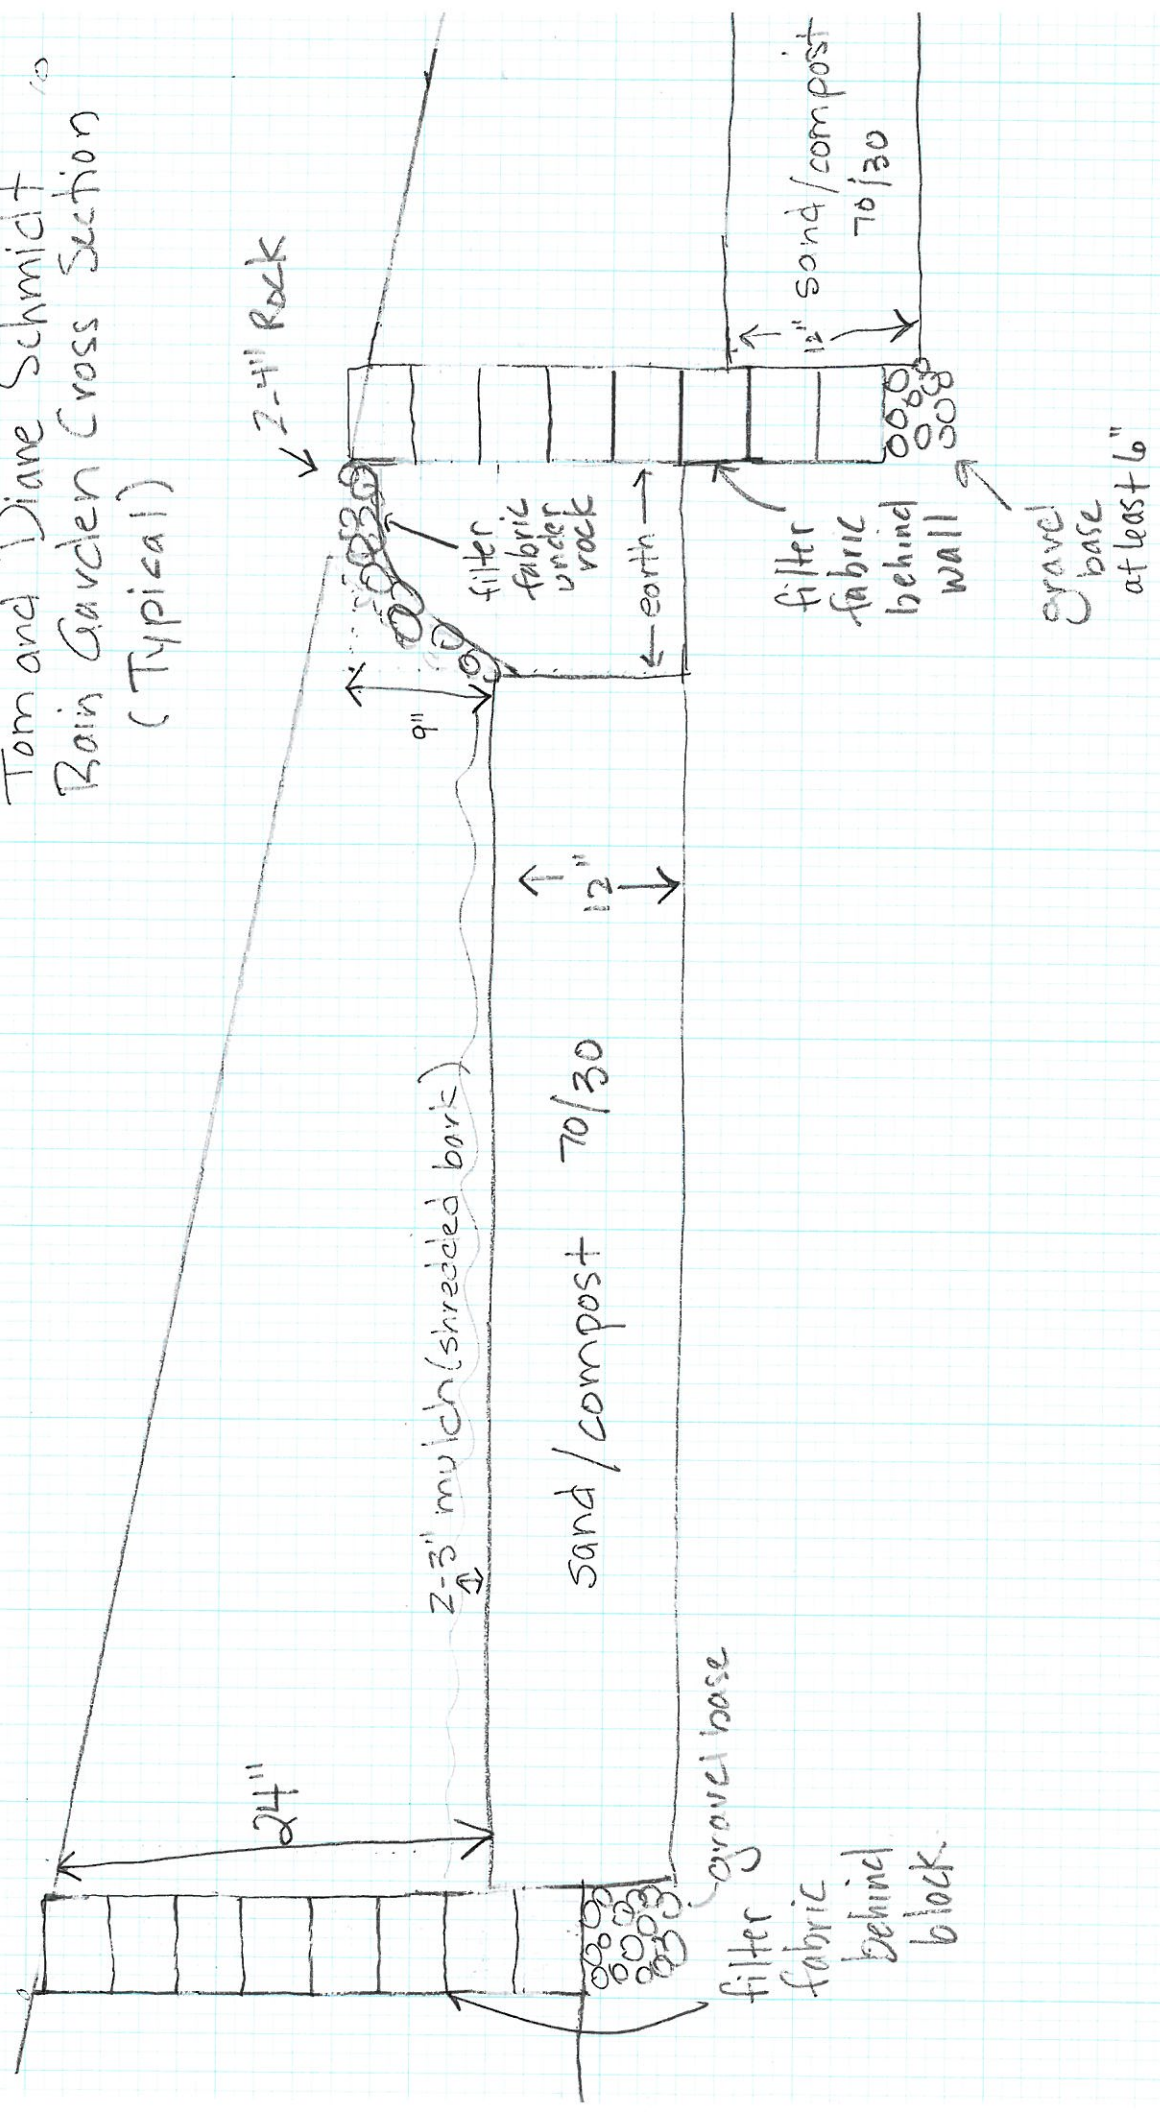 Tom and Diane Schmidt
Rain Garden Cross Section
(Typical)
2-4" Rock
24"
2-3" mulch (shredded bark)
9"
filter
fabric
under
rock
sand/compost 70/30
12"
earth
12" sand/compost
70/30
gravel base
filter
fabric
behind
block.
filter
fabric
behind
wall
gravel
base
at least 6"